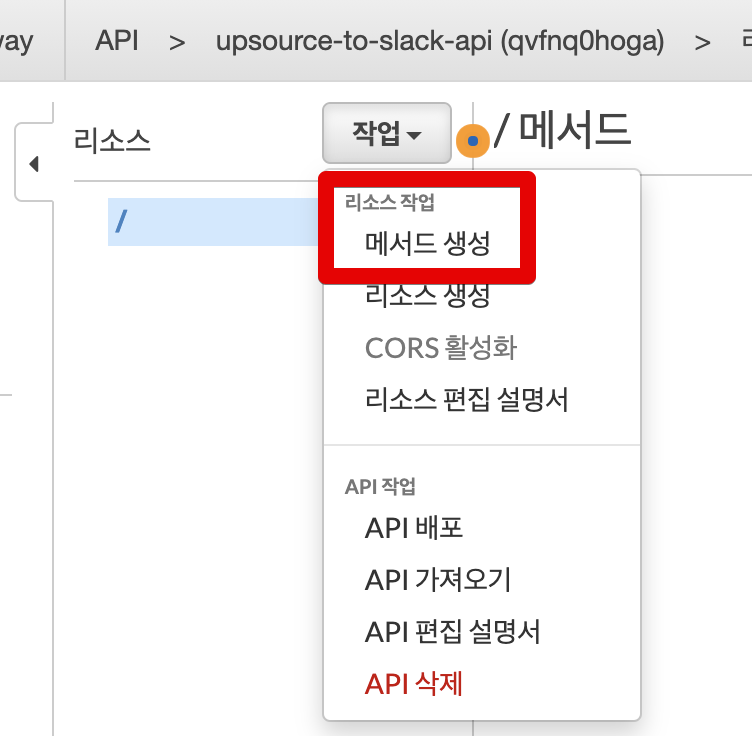 API > upsource-to-slack-api (qvfnq0hoga) >
리소스
작업
/ 메서드
/
리소스 작업
메서드 생성
리소스 생성
CORS 활성화
리소스 편집 설명서
API 작업
API 배포
API 가져오기
API 편집 설명서
API 삭제